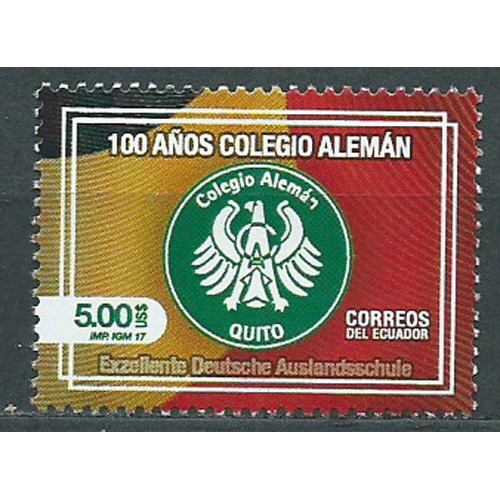 100 AÑOS COLEGIO ALEMÁN
Colegio Alemán
QUITO
5.00 US$
IMP. IGM 17
CORREOS
DEL ECUADOR
Exzellente Deutsche Auslandsschule